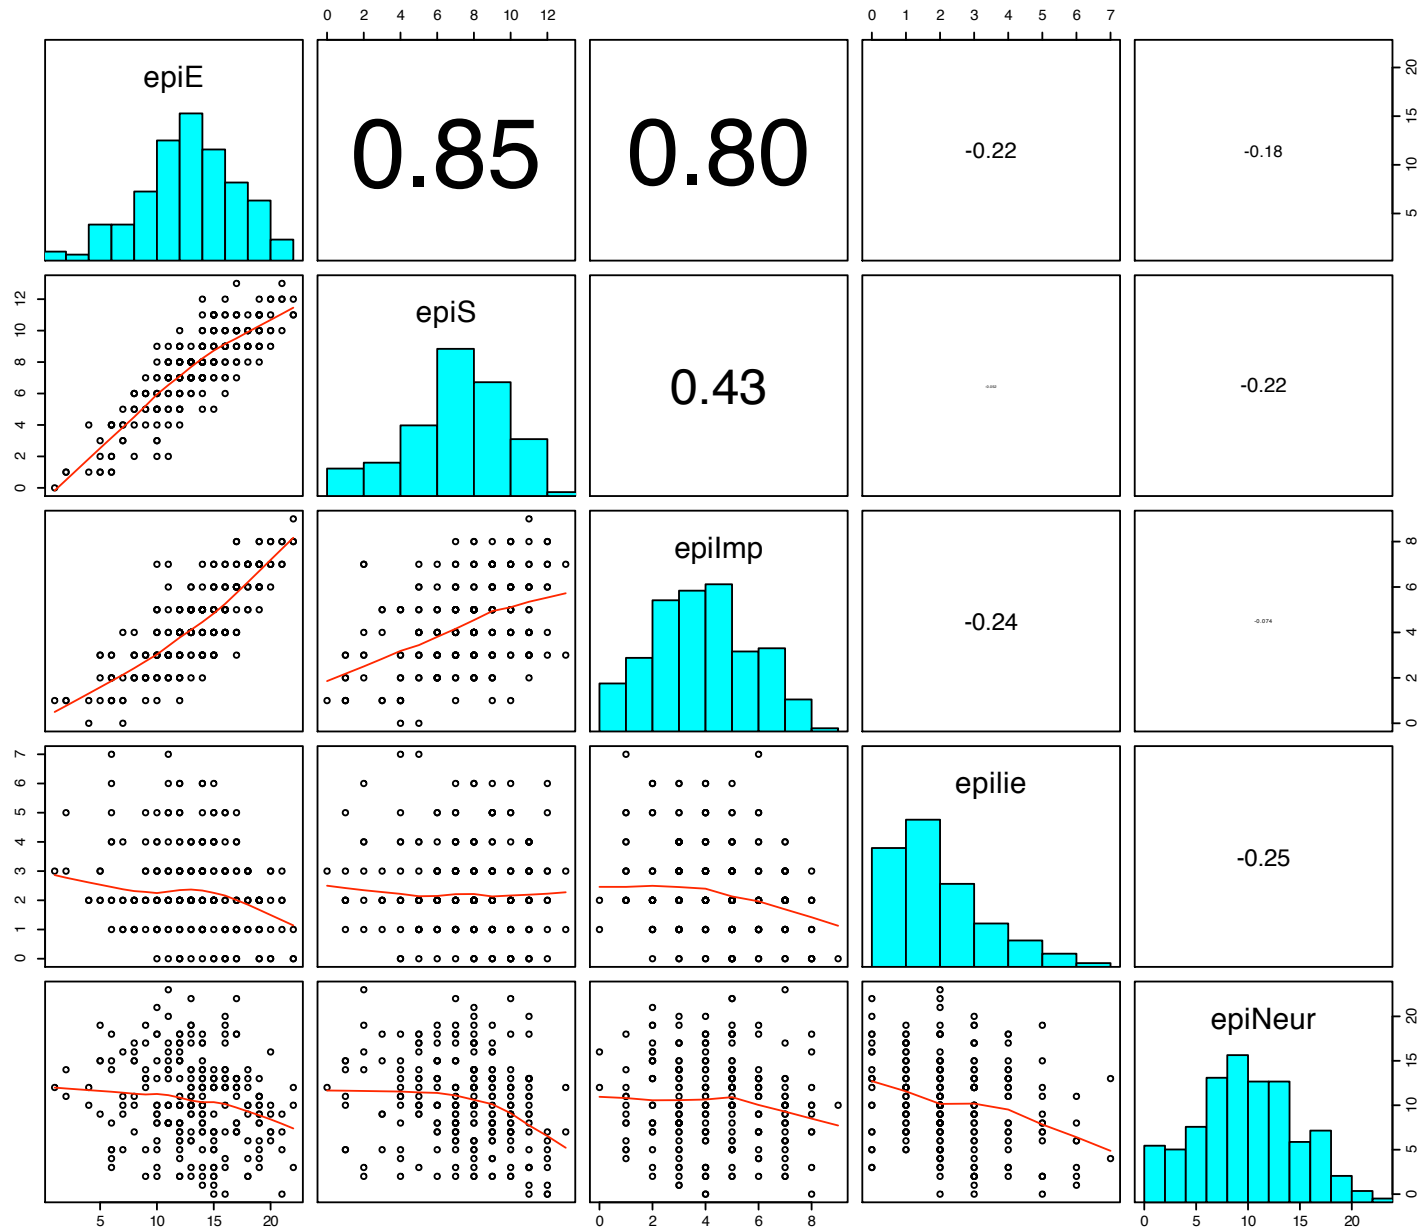 0 2 4 6 8 10 12 0 1 2 3 4 5 6 7
epiE 0.85 0.80 -0.22 -0.18
5 10 15 20
0 2 4 6 8 10 12
epiS 0.43 -0.22
epiImp -0.24 -0.074
0 2 4 6 8
0 1 2 3 4 5 6 7
epilie -0.25
epiNeur
0 5 10 15 20
5 10 15 20 0 2 4 6 8 0 5 10 15 20